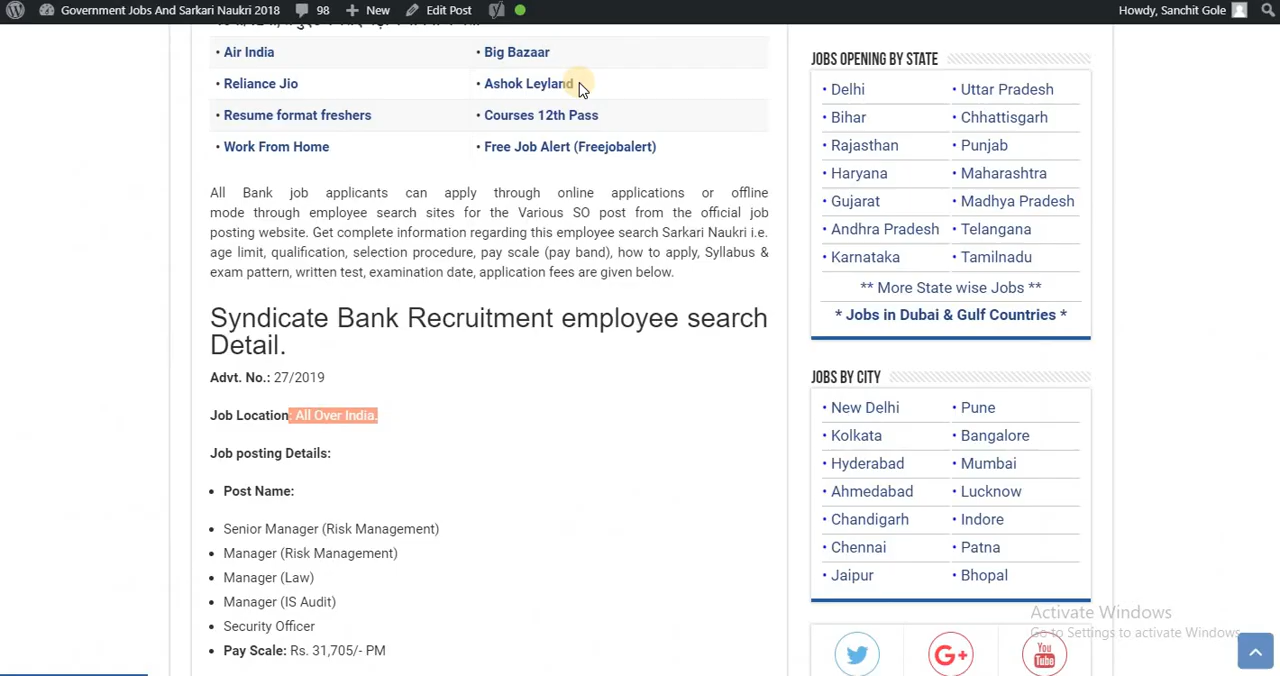 Government Jobs And Sarkari Naukri 2018 98 New Edit Post Howdy, Sanchit Gole
• Air India • Big Bazaar
• Reliance Jio • Ashok Leyland
• Resume format freshers • Courses 12th Pass
• Work From Home • Free Job Alert (Freejobalert)
All Bank job applicants can apply through online applications or offline
mode through employee search sites for the Various SO post from the official job
posting website. Get complete information regarding this employee search Sarkari Naukri i.e.
age limit, qualification, selection procedure, pay scale (pay band), how to apply, Syllabus &
exam pattern, written test, examination date, application fees are given below.
Syndicate Bank Recruitment employee search
Detail.
Advt. No.: 27/2019
Job Location: All Over India.
Job posting Details:
• Post Name:
• Senior Manager (Risk Management)
• Manager (Risk Management)
• Manager (Law)
• Manager (IS Audit)
• Security Officer
• Pay Scale: Rs. 31,705/- PM
JOBS OPENING BY STATE
• Delhi • Uttar Pradesh
• Bihar • Chhattisgarh
• Rajasthan • Punjab
• Haryana • Maharashtra
• Gujarat • Madhya Pradesh
• Andhra Pradesh • Telangana
• Karnataka • Tamilnadu
** More State wise Jobs **
* Jobs in Dubai & Gulf Countries *
JOBS BY CITY
• New Delhi • Pune
• Kolkata • Bangalore
• Hyderabad • Mumbai
• Ahmedabad • Lucknow
• Chandigarh • Indore
• Chennai • Patna
• Jaipur • Bhopal
Activate Windows
Go to Settings to activate Windows.
G+ You
Tube